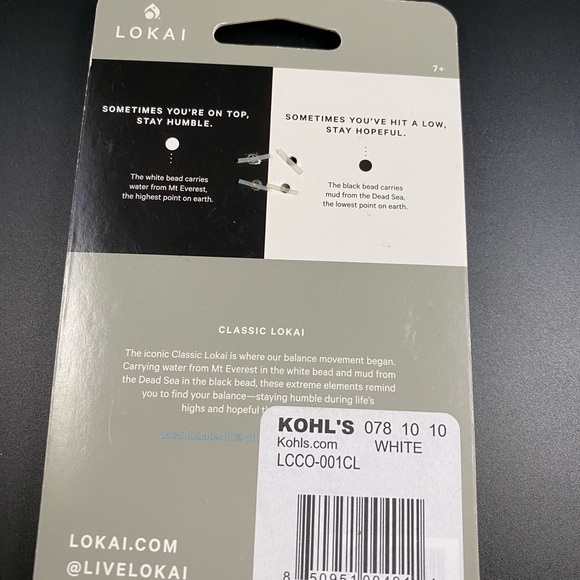 LOKAI
7+
SOMETIMES YOU'RE ON TOP,
STAY HUMBLE.
The white bead carries
water from Mt Everest,
the highest point on earth.
SOMETIMES YOU'VE HIT A LOW,
STAY HOPEFUL.
The black bead carries
mud from the Dead Sea,
the lowest point on earth.
CLASSIC LOKAI
The iconic Classic Lokai is where our balance movement began.
Carrying water from Mt Everest in the white bead and mud from
the Dead Sea in the black bead, these extreme elements remind
you to find your balance—staying humble during life's
highs and hopeful
KOHL'S 078 10 10
Kohls.com WHITE
LCCO-001CL
LOKAI.COM
@LIVELOKAI